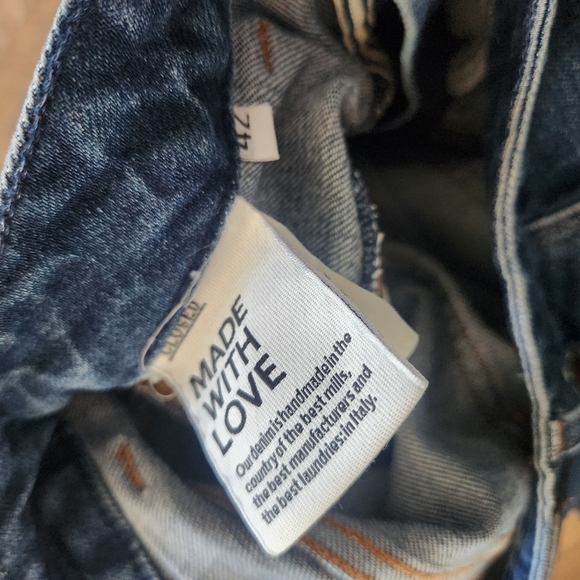 42
CLOSED
MADE
WITH
LOVE
Our denim is handmade in the
country of the best mills,
the best manufacturers and
the best laundries: in Italy.